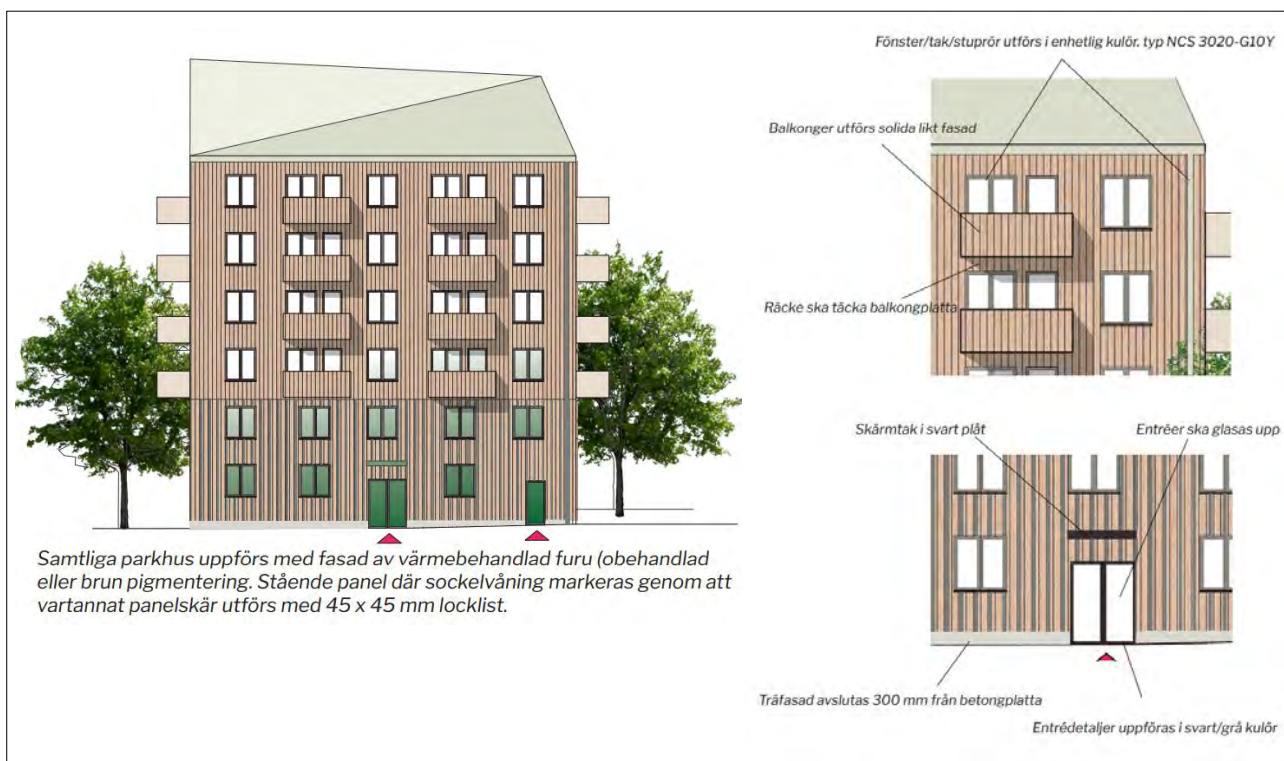 Fönster/tak/stuprör utförs i enhetlig kulör. typ NCS 3020-G10Y
Balkonger utförs solida likt fasad
Räcke ska täcka balkongplatta
Skärmtak i svart plåt
Entréer ska glasas upp
Samtliga parkhus uppförs med fasad av värmebehandlad furu (obehandlad
eller brun pigmentering. Stående panel där sockelvåning markeras genom att
vartannat panelskär utförs med 45 x 45 mm locklist.
Träfasad avslutas 300 mm från betongplatta
Entrédetaljer uppföras i svart/grå kulör